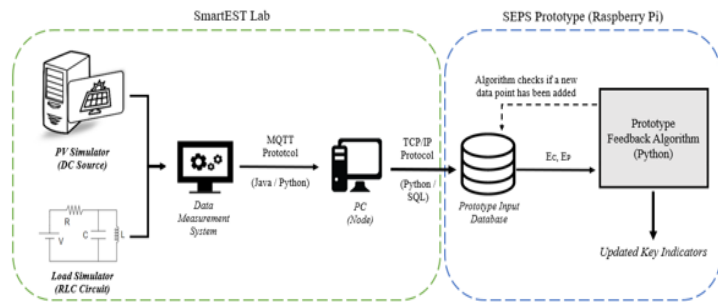 SmartEST Lab
SEPS Prototype (Raspberry Pi)
PV Simulator
(DC Source)
R
V
C
L
Load Simulator
(RLC Circuit)
Data
Measurement
System
MQTT
Protocol
(Java / Python)
PC
(Node)
TCP/IP
Protocol
(Python /
SQL)
Algorithm checks if a new
data point has been added
Prototype Input
Database
Ec, EP
Prototype
Feedback Algorithm
(Python)
Updated Key Indicators